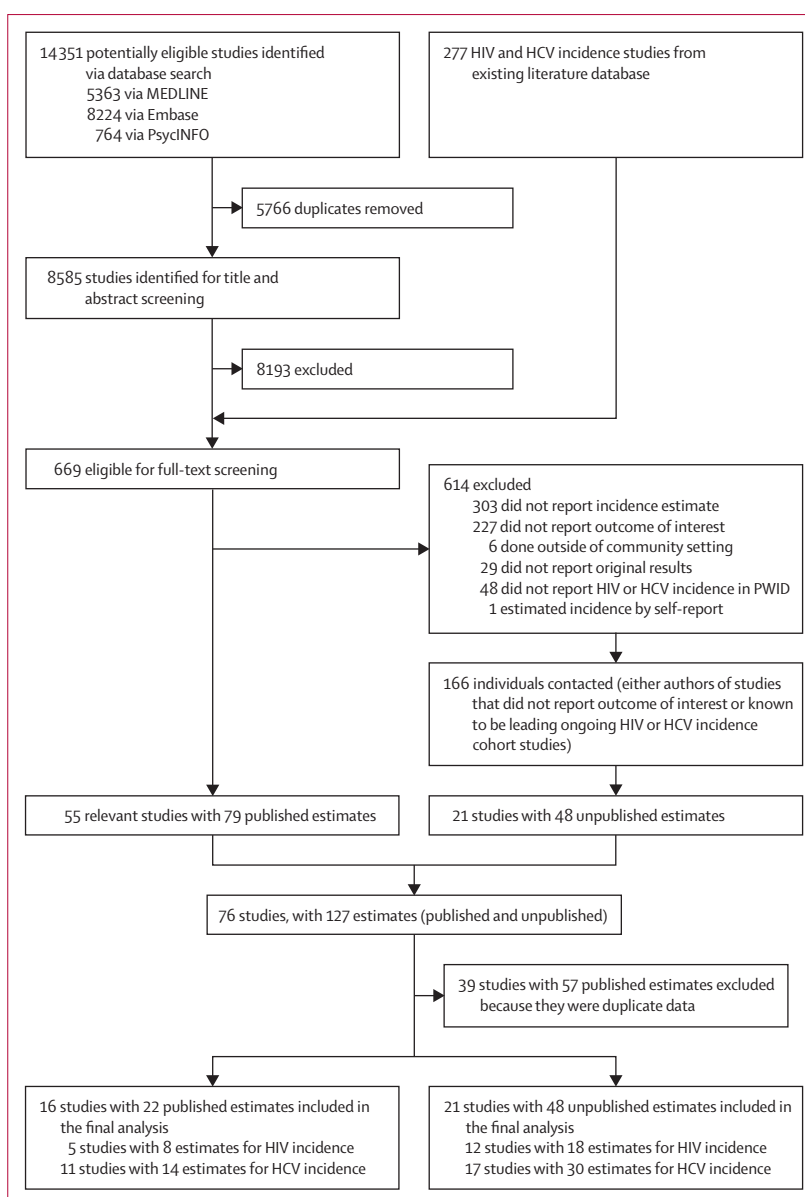 14351 potentially eligible studies identified
via database search
5363 via MEDLINE
8224 via Embase
764 via PsycINFO
277 HIV and HCV incidence studies from
existing literature database
5766 duplicates removed
8585 studies identified for title and
abstract screening
8193 excluded
669 eligible for full-text screening
614 excluded
303 did not report incidence estimate
227 did not report outcome of interest
6 done outside of community setting
29 did not report original results
48 did not report HIV or HCV incidence in PWID
1 estimated incidence by self-report
166 individuals contacted (either authors of studies
that did not report outcome of interest or known
to be leading ongoing HIV or HCV incidence
cohort studies)
55 relevant studies with 79 published estimates
21 studies with 48 unpublished estimates
76 studies, with 127 estimates (published and unpublished)
39 studies with 57 published estimates excluded
because they were duplicate data
16 studies with 22 published estimates included in
the final analysis
5 studies with 8 estimates for HIV incidence
11 studies with 14 estimates for HCV incidence
21 studies with 48 unpublished estimates included in
the final analysis
12 studies with 18 estimates for HIV incidence
17 studies with 30 estimates for HCV incidence